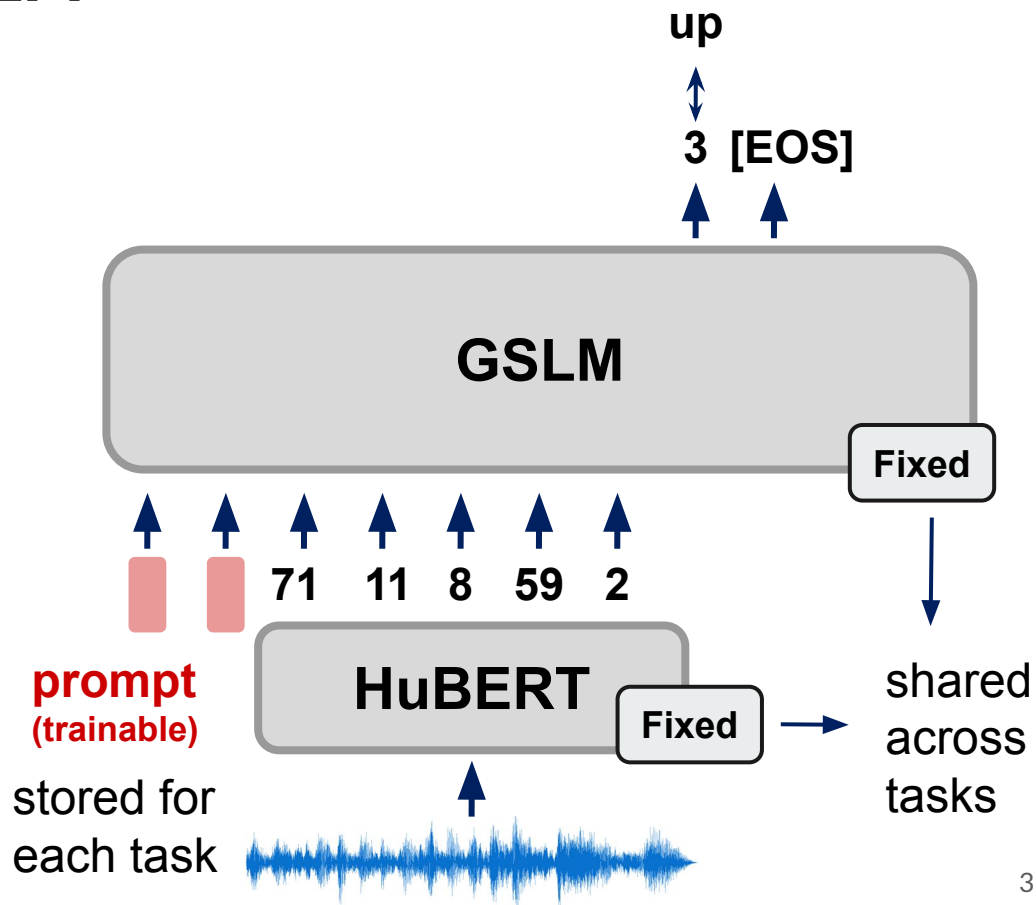 up
3 [EOS]
GSLM
Fixed
71 11 8 59 2
HuBERT
Fixed
prompt
(trainable)
stored for
each task
shared
across
tasks
3